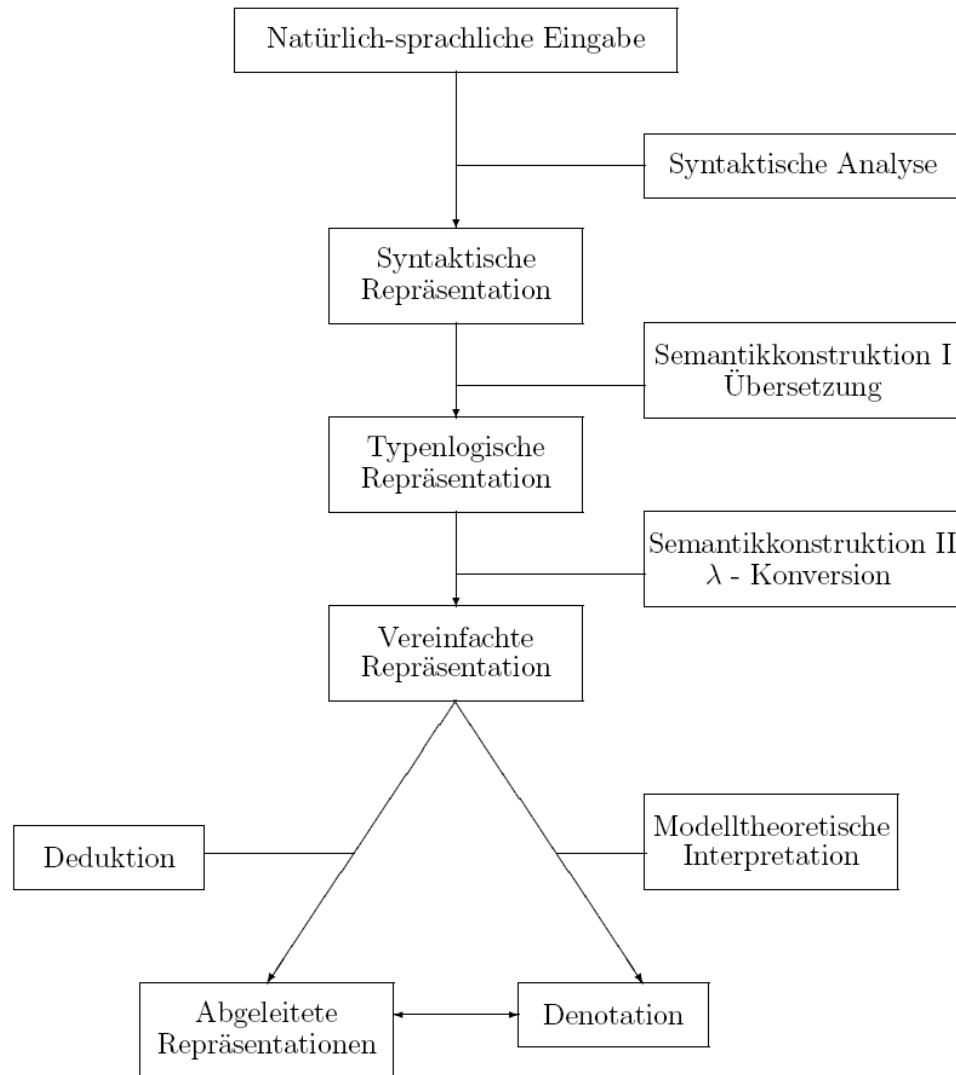 Natürlich-sprachliche Eingabe
Syntaktische Analyse
Syntaktische
Repräsentation
Semantikkonstruktion I
Übersetzung
Typenlogische
Repräsentation
Semantikkonstruktion II
λ - Konversion
Vereinfachte
Repräsentation
Deduktion
Modelltheoretische
Interpretation
Abgeleitete
Repräsentationen
Denotation